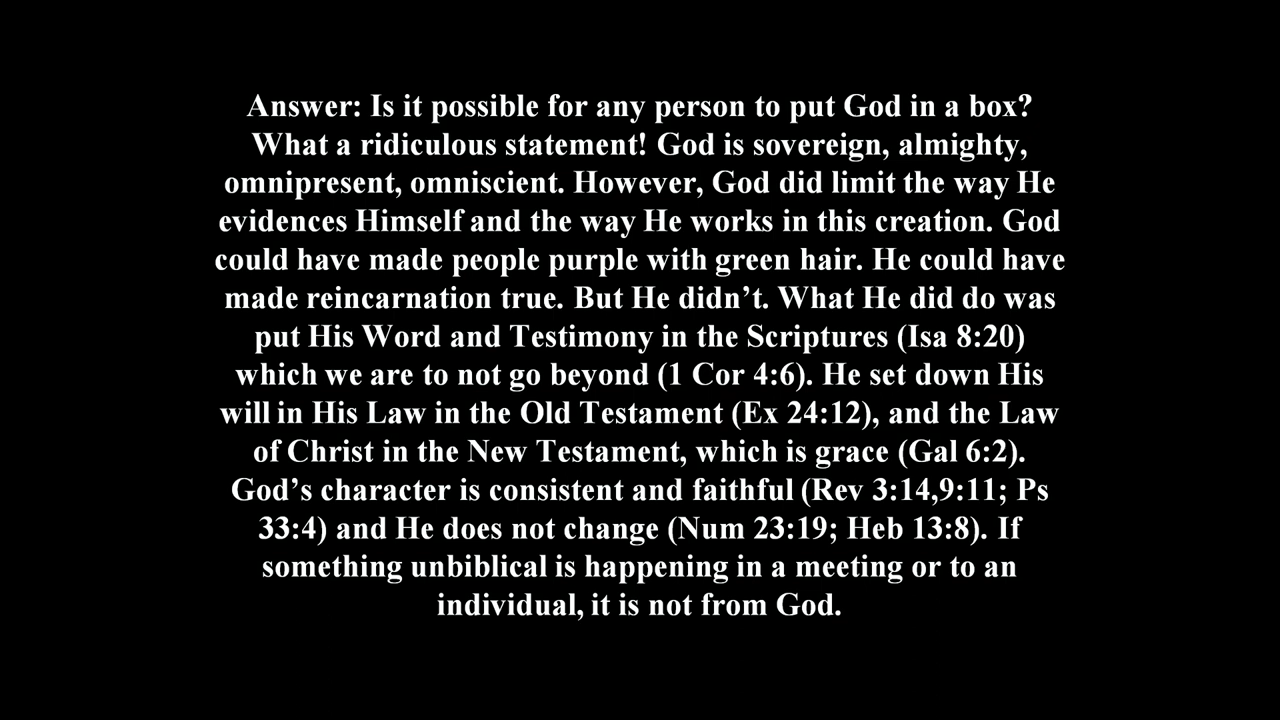 Answer: Is it possible for any person to put God in a box?
What a ridiculous statement! God is sovereign, almighty,
omnipresent, omniscient. However, God did limit the way He
evidences Himself and the way He works in this creation. God
could have made people purple with green hair. He could have
made reincarnation true. But He didn’t. What He did do was
put His Word and Testimony in the Scriptures (Isa 8:20)
which we are to not go beyond (1 Cor 4:6). He set down His
will in His Law in the Old Testament (Ex 24:12), and the Law
of Christ in the New Testament, which is grace (Gal 6:2).
God’s character is consistent and faithful (Rev 3:14,9:11; Ps
33:4) and He does not change (Num 23:19; Heb 13:8). If
something unbiblical is happening in a meeting or to an
individual, it is not from God.